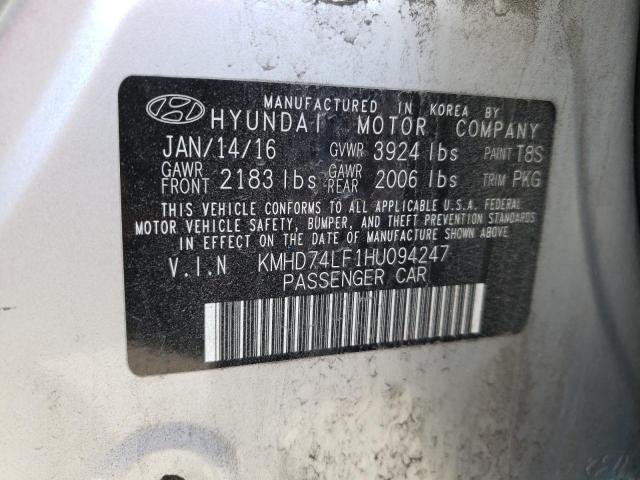 MANUFACTURED IN KOREA BY
HYUNDAI MOTOR COMPANY
JAN/14/16 GVWR 3924 lbs PAINT T8S
GAWR FRONT 2183 lbs GAWR REAR 2006 lbs TRIM PKG
THIS VEHICLE CONFORMS TO ALL APPLICABLE U.S.A. FEDERAL
MOTOR VEHICLE SAFETY, BUMPER, AND THEFT PREVENTION STANDARDS
IN EFFECT ON THE DATE OF MANUFACTURE SHOWN ABOVE.
V.I.N KMHD74LF1HU094247
PASSENGER CAR